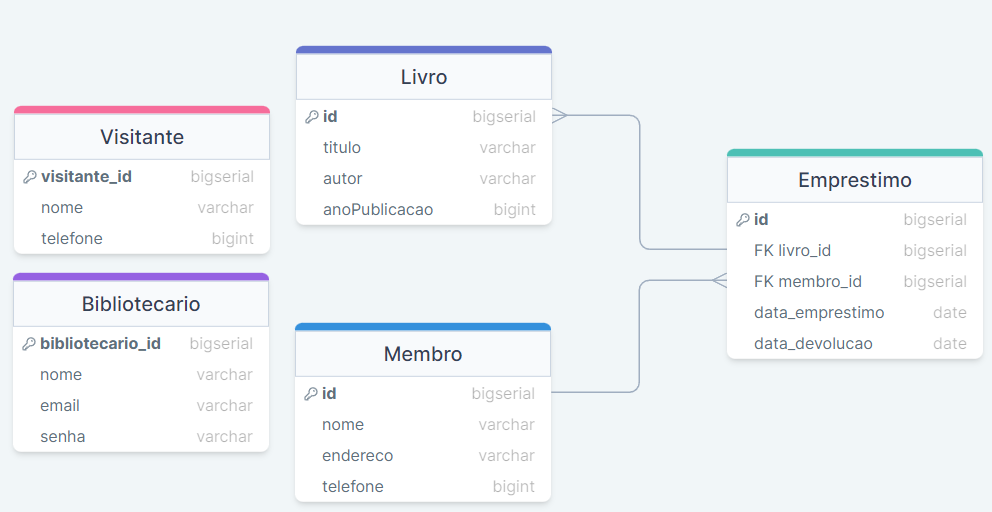 Visitante
visitante_id bigserial
nome varchar
telefone bigint
Bibliotecario
bibliotecario_id bigserial
nome varchar
email varchar
senha varchar
Livro
id bigserial
titulo varchar
autor varchar
anoPublicacao bigint
Membro
id bigserial
nome varchar
endereco varchar
telefone bigint
Emprestimo
id bigserial
FK livro_id bigserial
FK membro_id bigserial
data_emprestimo date
data_devolucao date